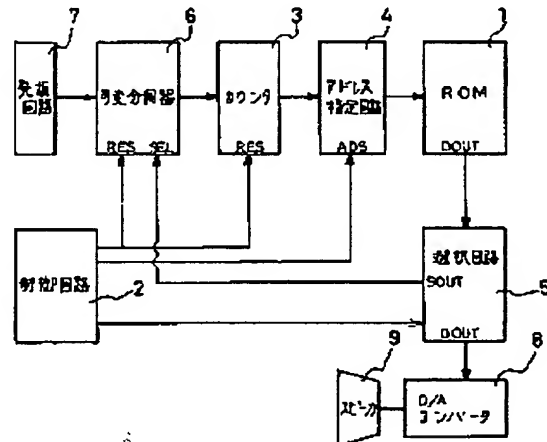 7
6
3
4
1
発振
回路
可変分周器
RES SEL
カウンタ
RES
アドレス
指定回路
ADS
ROM
DOUT
制御回路
2
選択回路
SOUT
DOUT
5
9
8
スピーカ
D/A
コンバータ